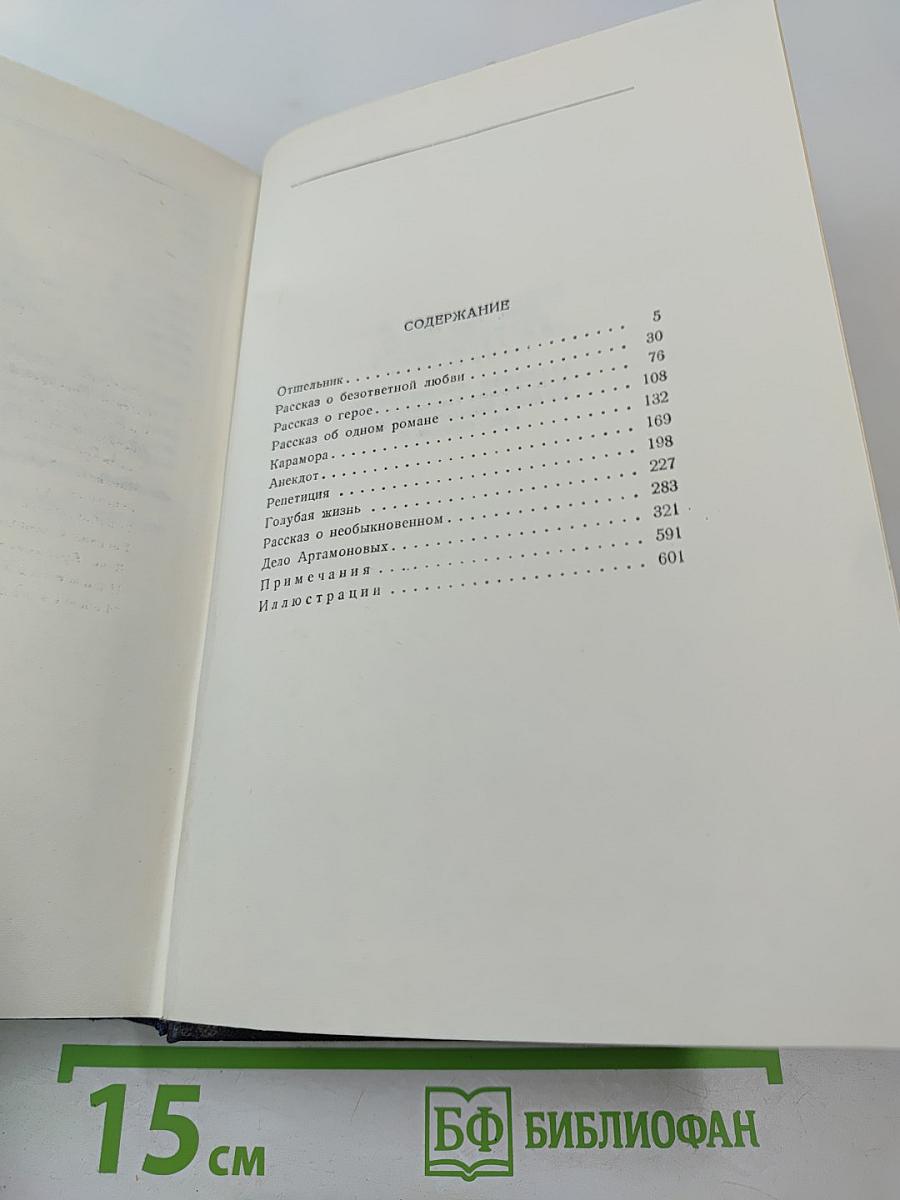 СОДЕРЖАНИЕ
Отшельник . . . . . . . . . . . . . . . . . . . . . . . . 5
Рассказ о безответной любви . . . . . . . . . . . . . . 30
Рассказ о герое . . . . . . . . . . . . . . . . . . . . . 76
Рассказ об одном романе . . . . . . . . . . . . . . . . 108
Карамора . . . . . . . . . . . . . . . . . . . . . . . . 132
Анекдот . . . . . . . . . . . . . . . . . . . . . . . . . 169
Репетиция . . . . . . . . . . . . . . . . . . . . . . . . 198
Голубая жизнь . . . . . . . . . . . . . . . . . . . . . 227
Рассказ о необыкновенном . . . . . . . . . . . . . . . 283
Дело Артамоновых . . . . . . . . . . . . . . . . . . . 321
Примечания . . . . . . . . . . . . . . . . . . . . . . . 591
Иллюстрации . . . . . . . . . . . . . . . . . . . . . . 601
15 см
БФ БИБЛИОФАН